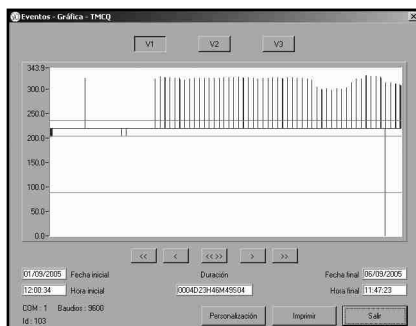 Eventos - Gráfica - TMCQ
V1 V2 V3
343.9
300.0
250.0
200.0
150.0
100.0
50.0
0.0
<< < <<>> > >>
01/09/2005 Fecha inicial Duración Fecha final 06/09/2005
12:00:34 Hora inicial 0004D23H46M49S04 Hora final 11:47:23
COM : 1 Baudios : 9600
Id : 103
Personalización Imprimir Salir